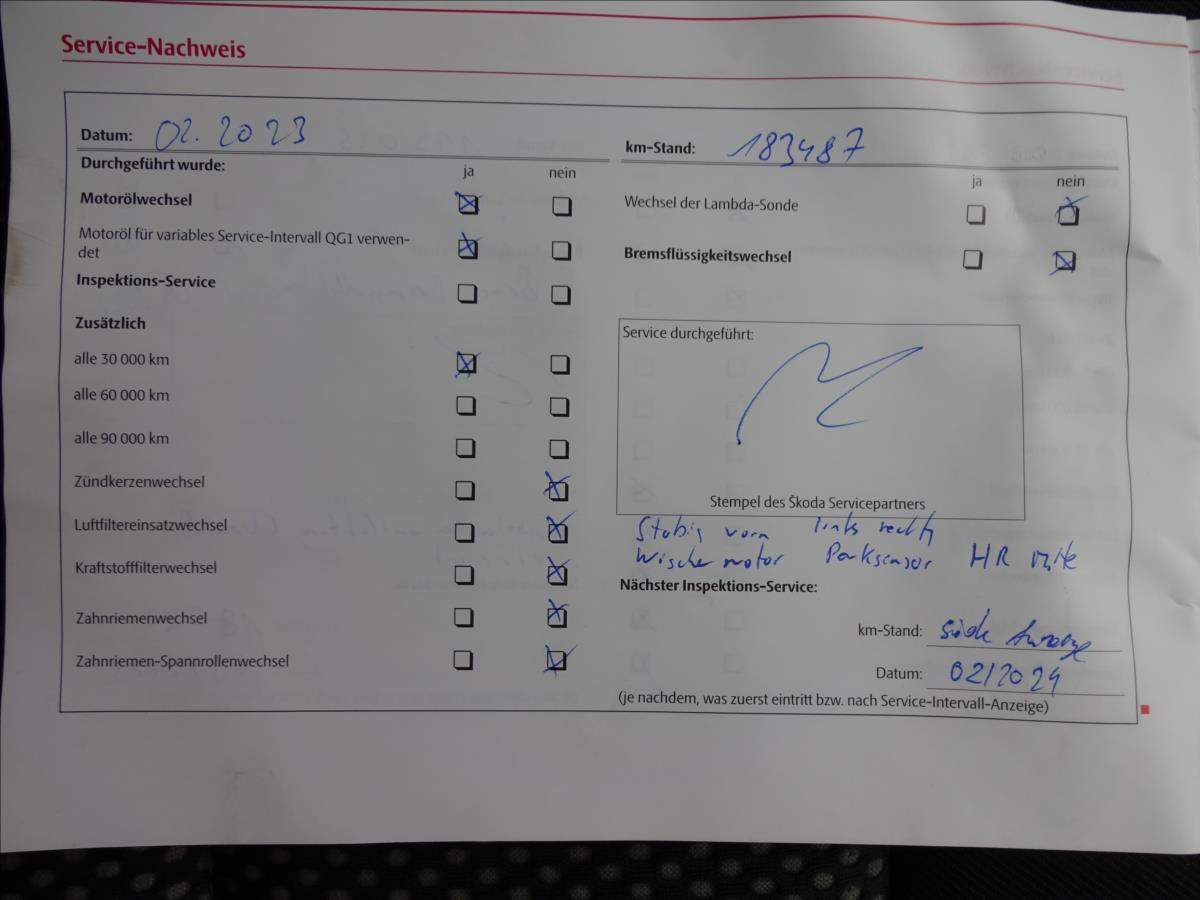 Service-Nachweis
Datum: 02.2023
Durchgeführt wurde:
ja nein
Motorölwechsel
Motoröl für variables Service-Intervall QG1 verwen-
det
Inspektions-Service
Zusätzlich
alle 30 000 km
alle 60 000 km
alle 90 000 km
Zündkerzenwechsel
Luftfiltereinsatzwechsel
Kraftstofffilterwechsel
Zahnriemenwechsel
Zahnriemen-Spannrollenwechsel
km-Stand: 183487
ja nein
Wechsel der Lambda-Sonde
Bremsflüssigkeitswechsel
Service durchgeführt:
Stempel des Škoda Servicepartners
vorn links rechts
Wischermotor Parksensor HR Mitte
Nächster Inspektions-Service:
km-Stand: siehe Anzeige
Datum: 02/2024
(je nachdem, was zuerst eintritt bzw. nach Service-Intervall-Anzeige)